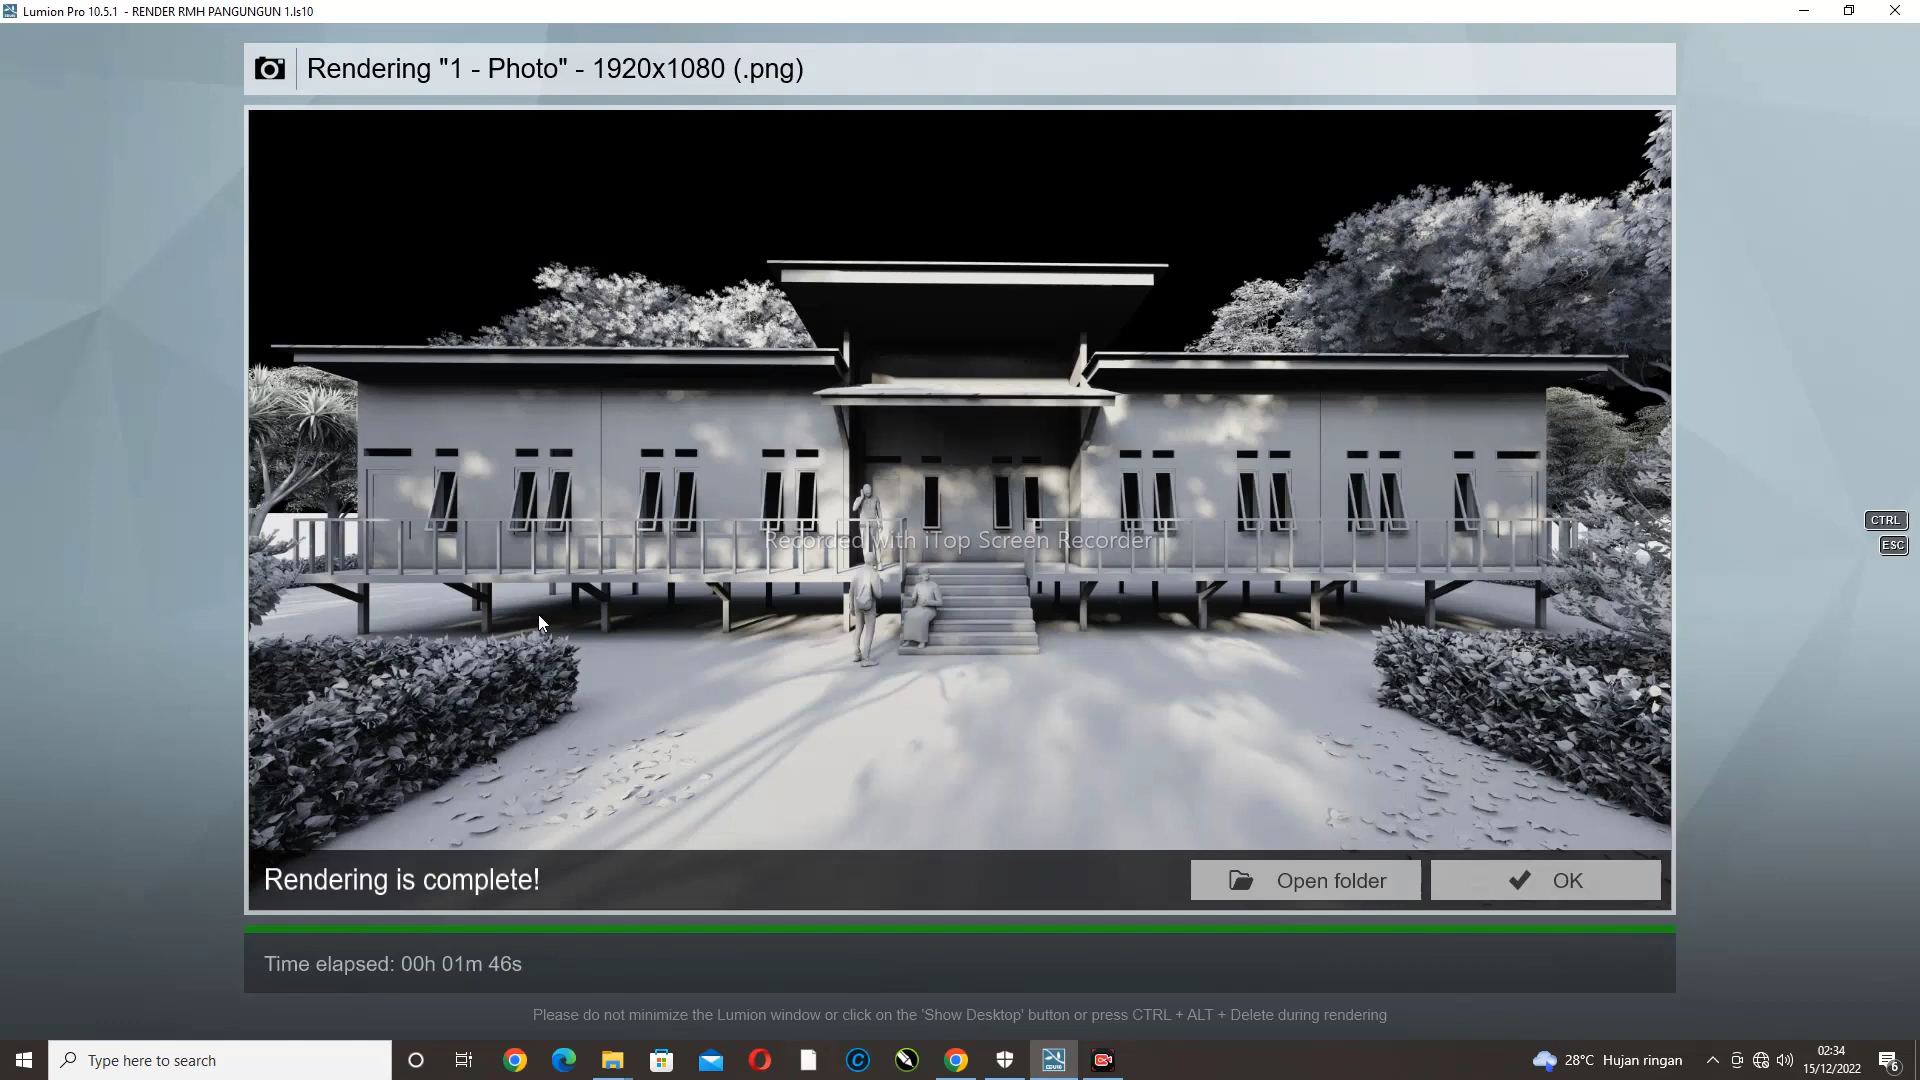 Lumion Pro 10.5.1 - RENDER RMH PANGUNGUN 1.ls10
Rendering "1 - Photo" - 1920x1080 (.png)
Recorded with iTop Screen Recorder
CTRL
ESC
Rendering is complete!
Open folder
OK
Time elapsed: 00h 01m 46s
Please do not minimize the Lumion window or click on the 'Show Desktop' button or press CTRL + ALT + Delete during rendering
Type here to search
28°C Hujan ringan
02:34
15/12/2022
6